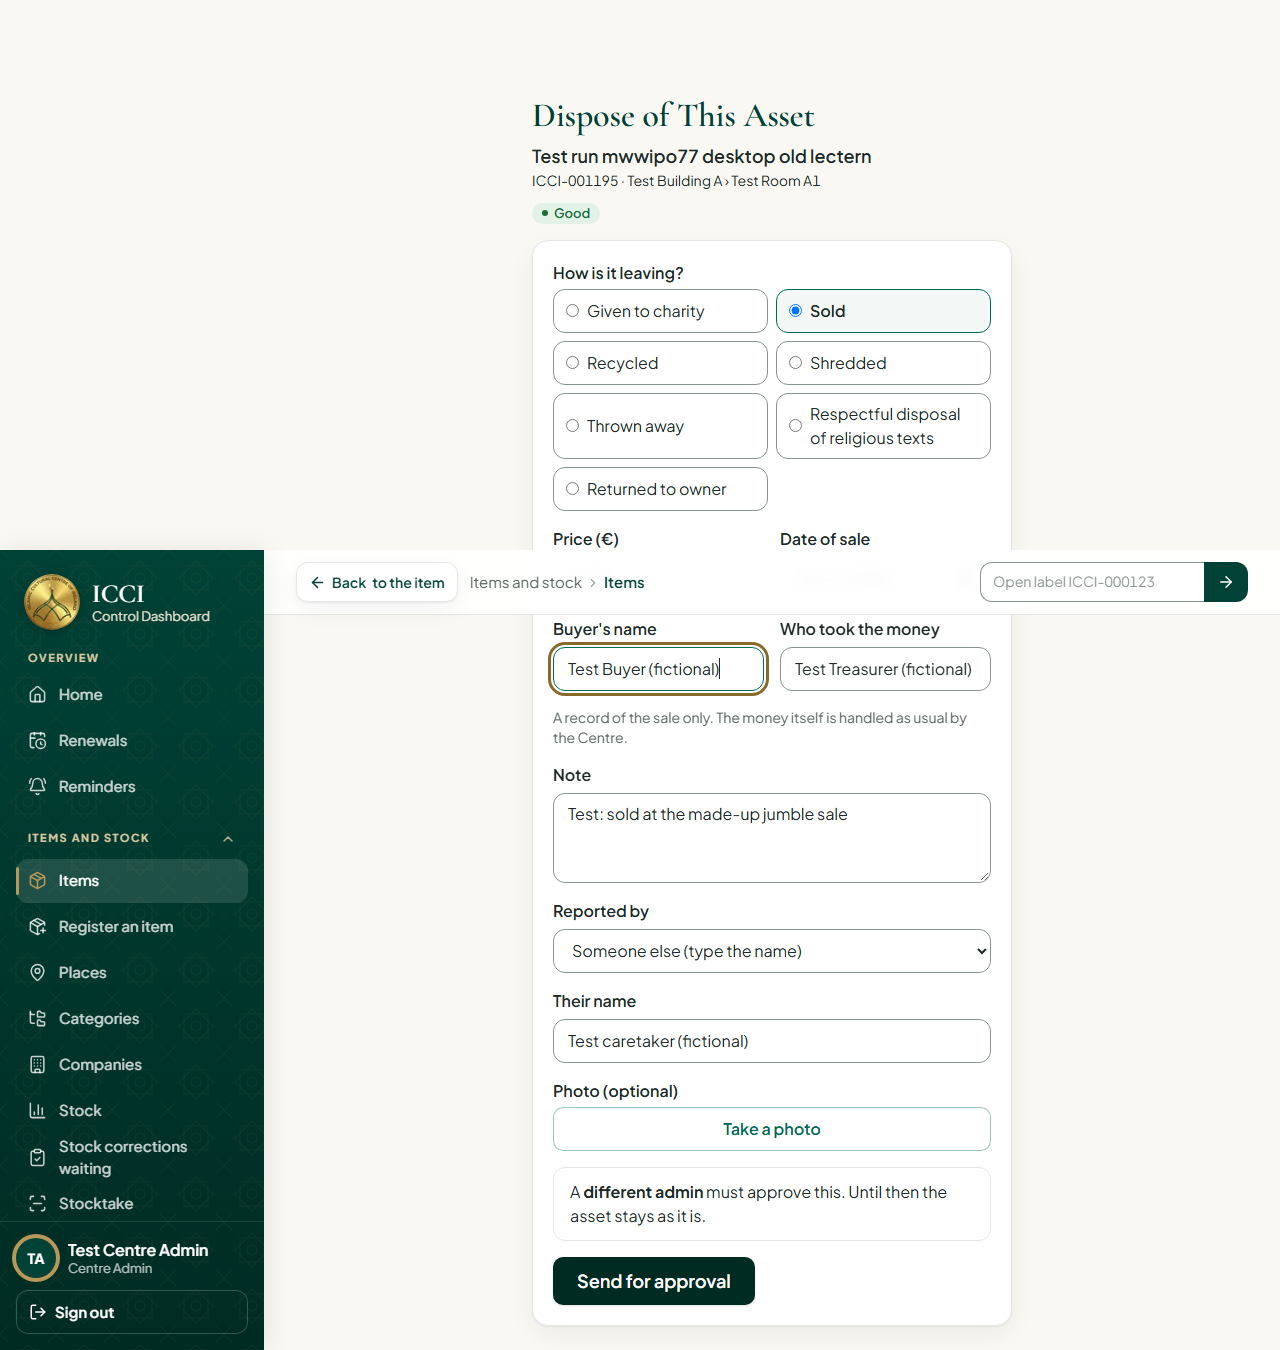 Dispose of This Asset
Test run mwwipo77 desktop old lectern
ICCI-001195 · Test Building A › Test Room A1
Good
How is it leaving?
Given to charity
Sold
Recycled
Shredded
Thrown away
Respectful disposal
of religious texts
Returned to owner
Price (€)
Date of sale
ICCI
Control Dashboard
Back to the item
Items and stock › Items
Open label ICCI-000123
OVERVIEW
Home
Renewals
Reminders
ITEMS AND STOCK
Items
Register an item
Places
Categories
Companies
Stock
Stock corrections
waiting
Stocktake
TA
Test Centre Admin
Centre Admin
Sign out
Buyer's name
Who took the money
Test Buyer (fictional)
Test Treasurer (fictional)
A record of the sale only. The money itself is handled as usual by
the Centre.
Note
Test: sold at the made-up jumble sale
Reported by
Someone else (type the name)
Their name
Test caretaker (fictional)
Photo (optional)
Take a photo
A different admin must approve this. Until then the
asset stays as it is.
Send for approval